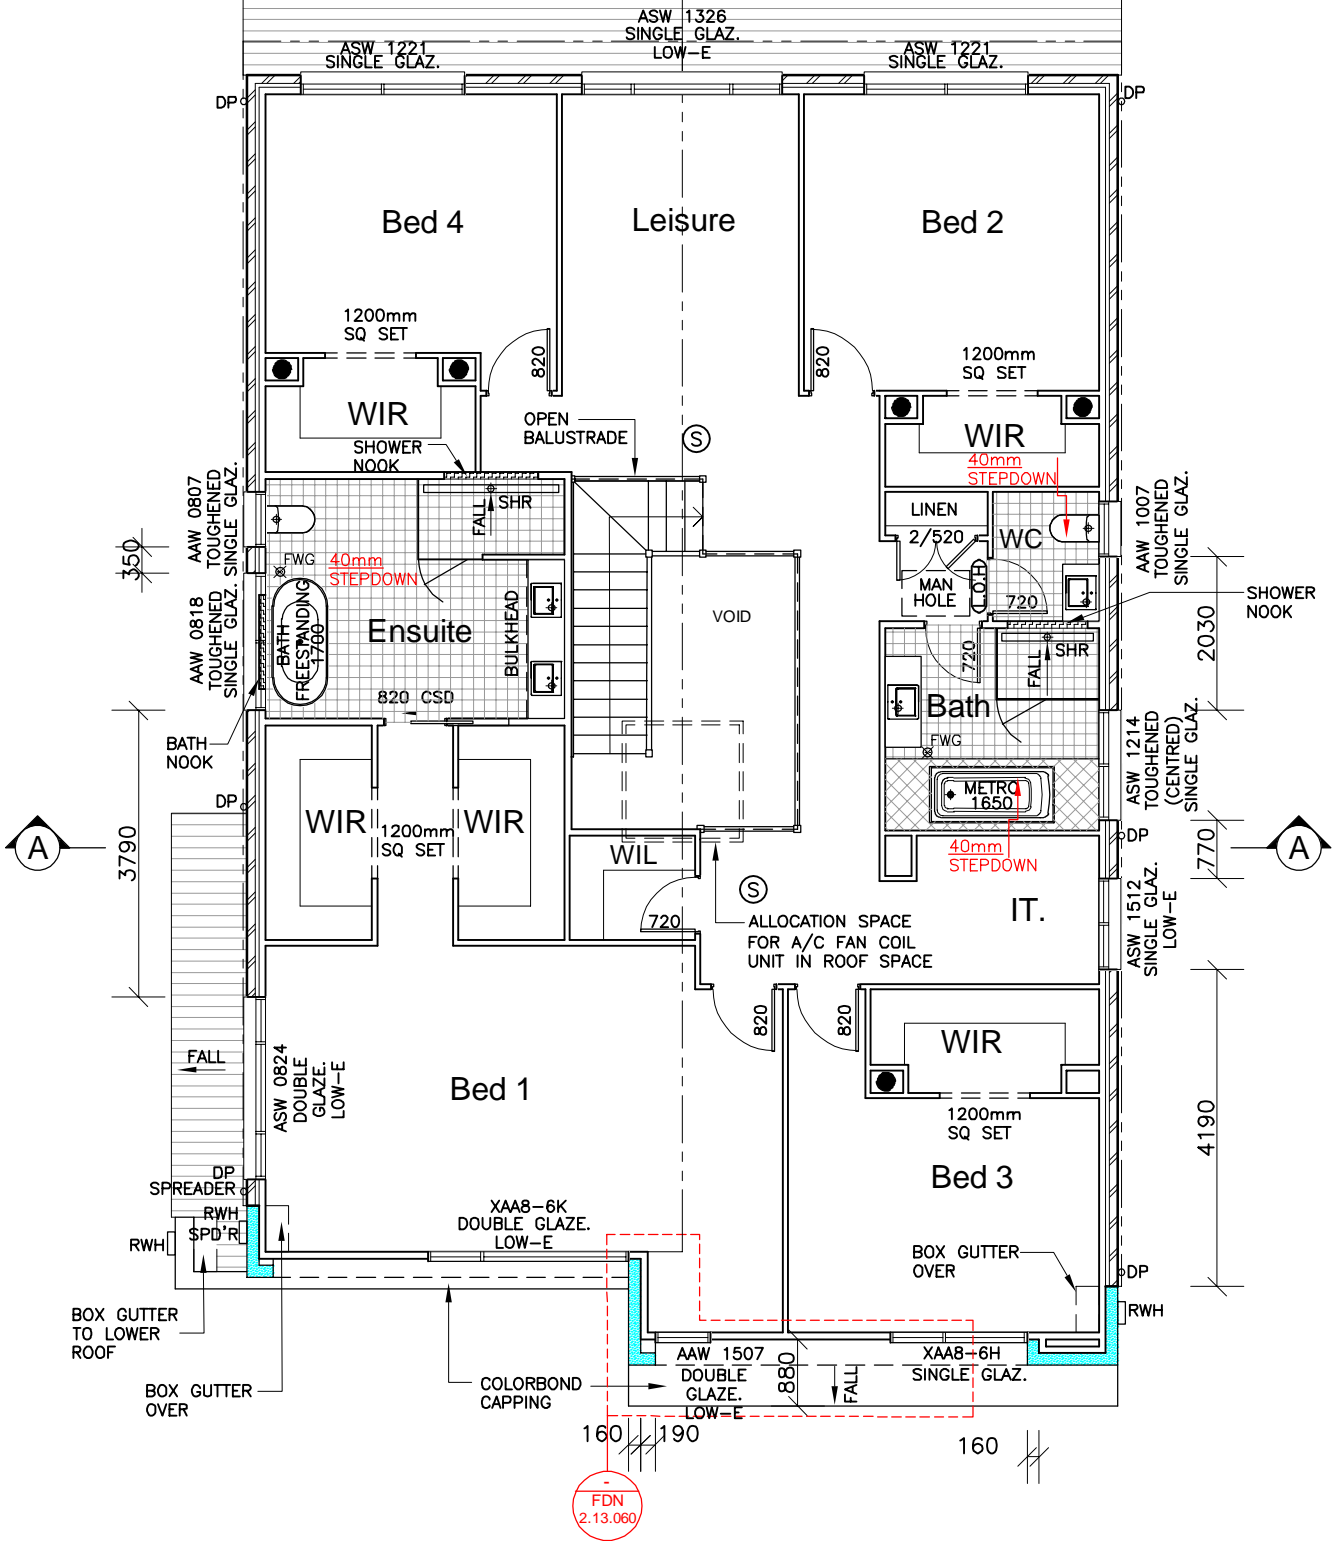 ASW 1326
SINGLE GLAZ.
LOW-E
ASW 1221
SINGLE GLAZ.
ASW 1221
SINGLE GLAZ.
DP
DP
Bed 4
Leisure
Bed 2
1200mm
SQ SET
820
820
1200mm
SQ SET
WIR
OPEN
BALUSTRADE
S
WIR
SHOWER
NOOK
40mm
STEPDOWN
AAW 0807
TOUGHENED
SINGLE GLAZ.
SHR
FALL
LINEN
2/520
WC
AAW 1007
TOUGHENED
SINGLE GLAZ.
350
FWG
40mm
STEPDOWN
MAN
HOLE
L.O.H
720
SHOWER
NOOK
AAW 0818
TOUGHENED
SINGLE GLAZ.
BATH
FREESTANDING
1700
Ensuite
BULKHEAD
VOID
2030
720
FALL
SHR
820 CSD
Bath
FWG
BATH
NOOK
ASW 1214
TOUGHENED
(CENTRED)
SINGLE GLAZ.
METRO
1650
DP
WIR
WIR
1200mm
SQ SET
WIL
40mm
STEPDOWN
DP
A
3790
A
770
S
720
ALLOCATION SPACE
FOR A/C FAN COIL
UNIT IN ROOF SPACE
IT.
ASW 1512
SINGLE GLAZ.
LOW-E
820
820
WIR
FALL
ASW 0824
DOUBLE
GLAZE.
LOW-E
Bed 1
1200mm
SQ SET
4190
Bed 3
DP
SPREADER
RWH
SPD'R
RWH
XAA8-6K
DOUBLE GLAZE.
LOW-E
BOX GUTTER
OVER
DP
RWH
BOX GUTTER
TO LOWER
ROOF
BOX GUTTER
OVER
COLORBOND
CAPPING
AAW 1507
DOUBLE
GLAZE.
LOW-E
880
FALL
XAA8-6H
SINGLE GLAZ.
160
190
160
-
FDN
2.13.060